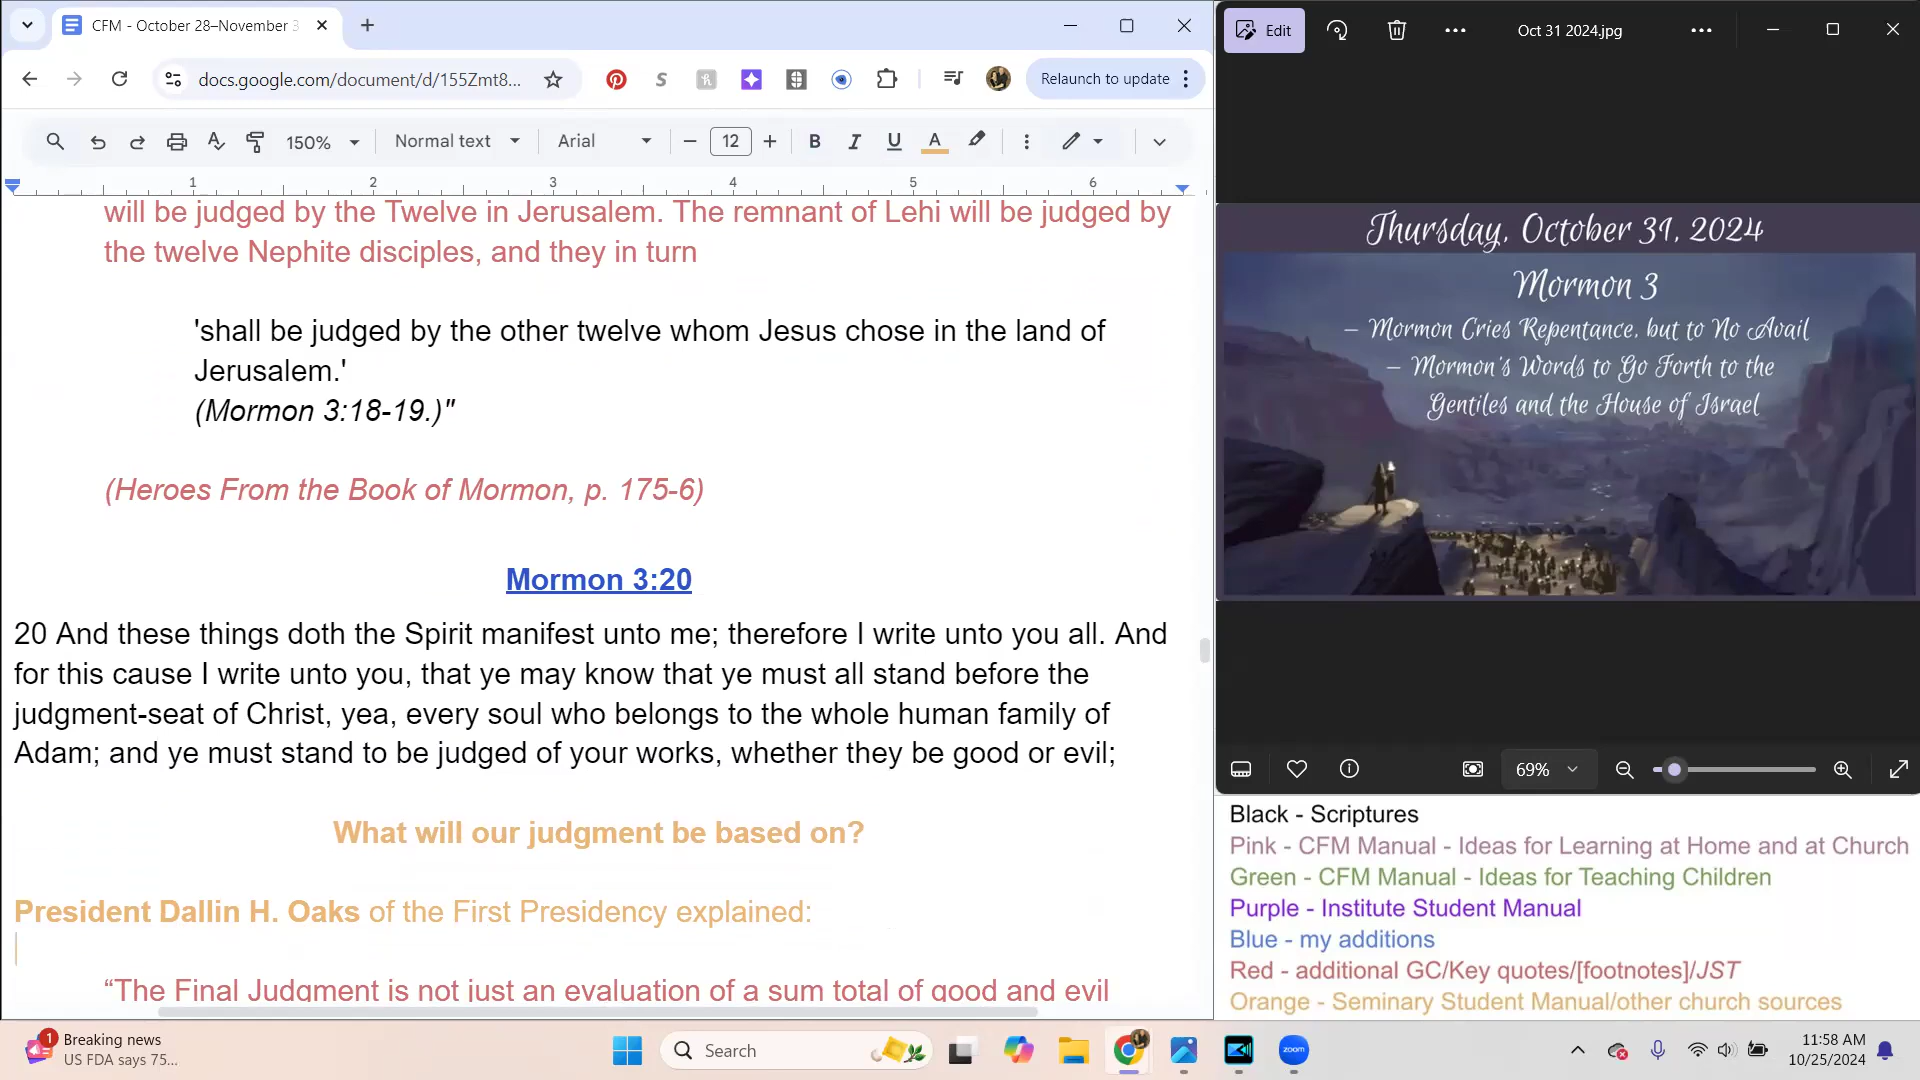 CFM - October 28–November 3
docs.google.com/document/d/155Zmt8...
Relaunch to update
150%
Normal text
Arial
12
1 2 3 4 5 6
will be judged by the Twelve in Jerusalem. The remnant of Lehi will be judged by
the twelve Nephite disciples, and they in turn
'shall be judged by the other twelve whom Jesus chose in the land of
Jerusalem.'
(Mormon 3:18-19.)"
(Heroes From the Book of Mormon, p. 175-6)
Mormon 3:20
20 And these things doth the Spirit manifest unto me; therefore I write unto you all. And
for this cause I write unto you, that ye may know that ye must all stand before the
judgment-seat of Christ, yea, every soul who belongs to the whole human family of
Adam; and ye must stand to be judged of your works, whether they be good or evil;
What will our judgment be based on?
President Dallin H. Oaks of the First Presidency explained:
“The Final Judgment is not just an evaluation of a sum total of good and evil
Edit
Oct 31 2024.jpg
Thursday, October 31, 2024
Mormon 3
– Mormon Cries Repentance, but to No Avail
– Mormon's Words to Go Forth to the
Gentiles and the House of Israel
69%
Black - Scriptures
Pink - CFM Manual - Ideas for Learning at Home and at Church
Green - CFM Manual - Ideas for Teaching Children
Purple - Institute Student Manual
Blue - my additions
Red - additional GC/Key quotes/[footnotes]/JST
Orange - Seminary Student Manual/other church sources
1
Breaking news
US FDA says 75...
Search
zoom
11:58 AM
10/25/2024